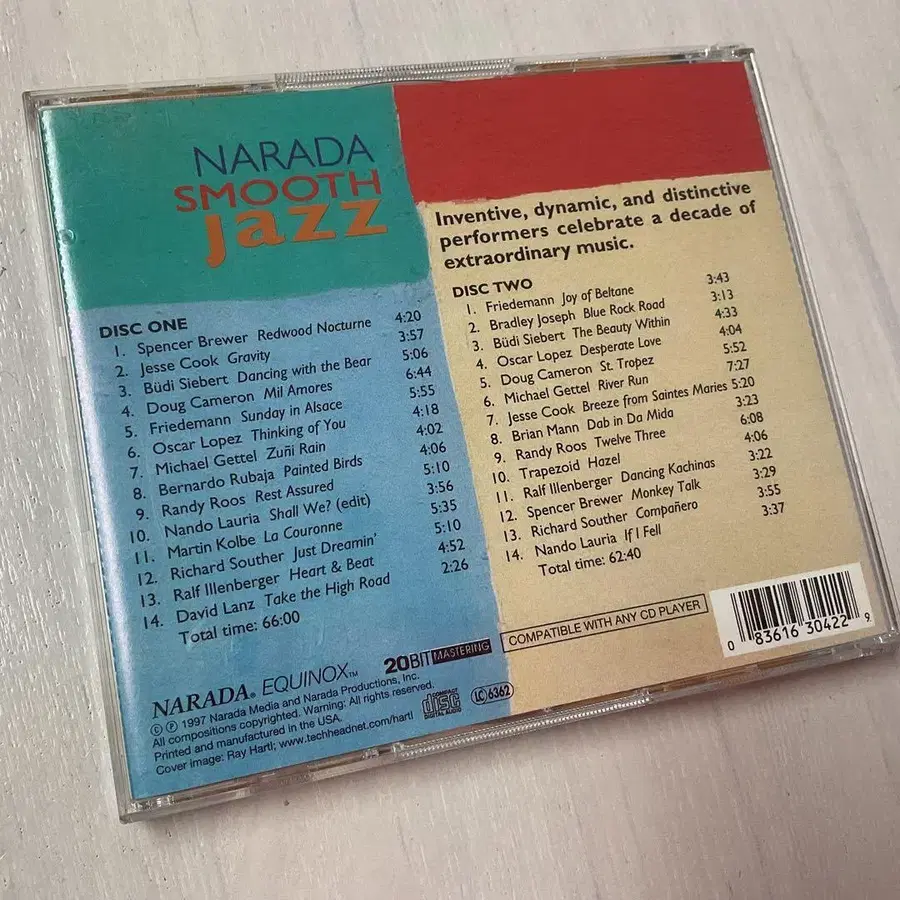 NARADA
SMOOTH
jazz
DISC ONE
1. Spencer Brewer Redwood Nocturne 4:20
2. Jesse Cook Gravity 3:57
3. Büdi Siebert Dancing with the Bear 5:06
4. Doug Cameron Mil Amores 6:44
5. Friedemann Sunday in Alsace 5:55
6. Oscar Lopez Thinking of You 4:18
7. Michael Gettel Zuñi Rain 4:02
8. Bernardo Rubaja Painted Birds 4:06
9. Randy Roos Rest Assured 5:10
10. Nando Lauria Shall We? (edit) 3:56
11. Martin Kolbe La Couronne 5:35
12. Richard Souther Just Dreamin' 5:10
13. Ralf Illenberger Heart & Beat 4:52
14. David Lanz Take the High Road 2:26
Total time: 66:00
Inventive, dynamic, and distinctive
performers celebrate a decade of
extraordinary music.
DISC TWO
1. Friedemann Joy of Beltane 3:43
2. Bradley Joseph Blue Rock Road 3:13
3. Büdi Siebert The Beauty Within 4:33
4. Oscar Lopez Desperate Love 4:04
5. Doug Cameron St. Tropez 5:52
6. Michael Gettel River Run 7:27
7. Jesse Cook Breeze from Saintes Maries 5:20
8. Brian Mann Dab in Da Mida 3:23
9. Randy Roos Twelve Three 6:08
10. Trapezoid Hazel 4:06
11. Ralf Illenberger Dancing Kachinas 3:22
12. Spencer Brewer Monkey Talk 3:29
13. Richard Souther Compañero 3:55
14. Nando Lauria If I Fell 3:37
Total time: 62:40
NARADA® EQUINOX™
20BIT MASTERING
COMPATIBLE WITH ANY CD PLAYER
0 83616 30422 9
© ℗ 1997 Narada Media and Narada Productions, Inc.
All compositions copyrighted. Warning: All rights reserved.
Printed and manufactured in the USA.
Cover image: Ray Hartl; www.techheadnet.com/hartl
COMPACT disc DIGITAL AUDIO
LC 6362